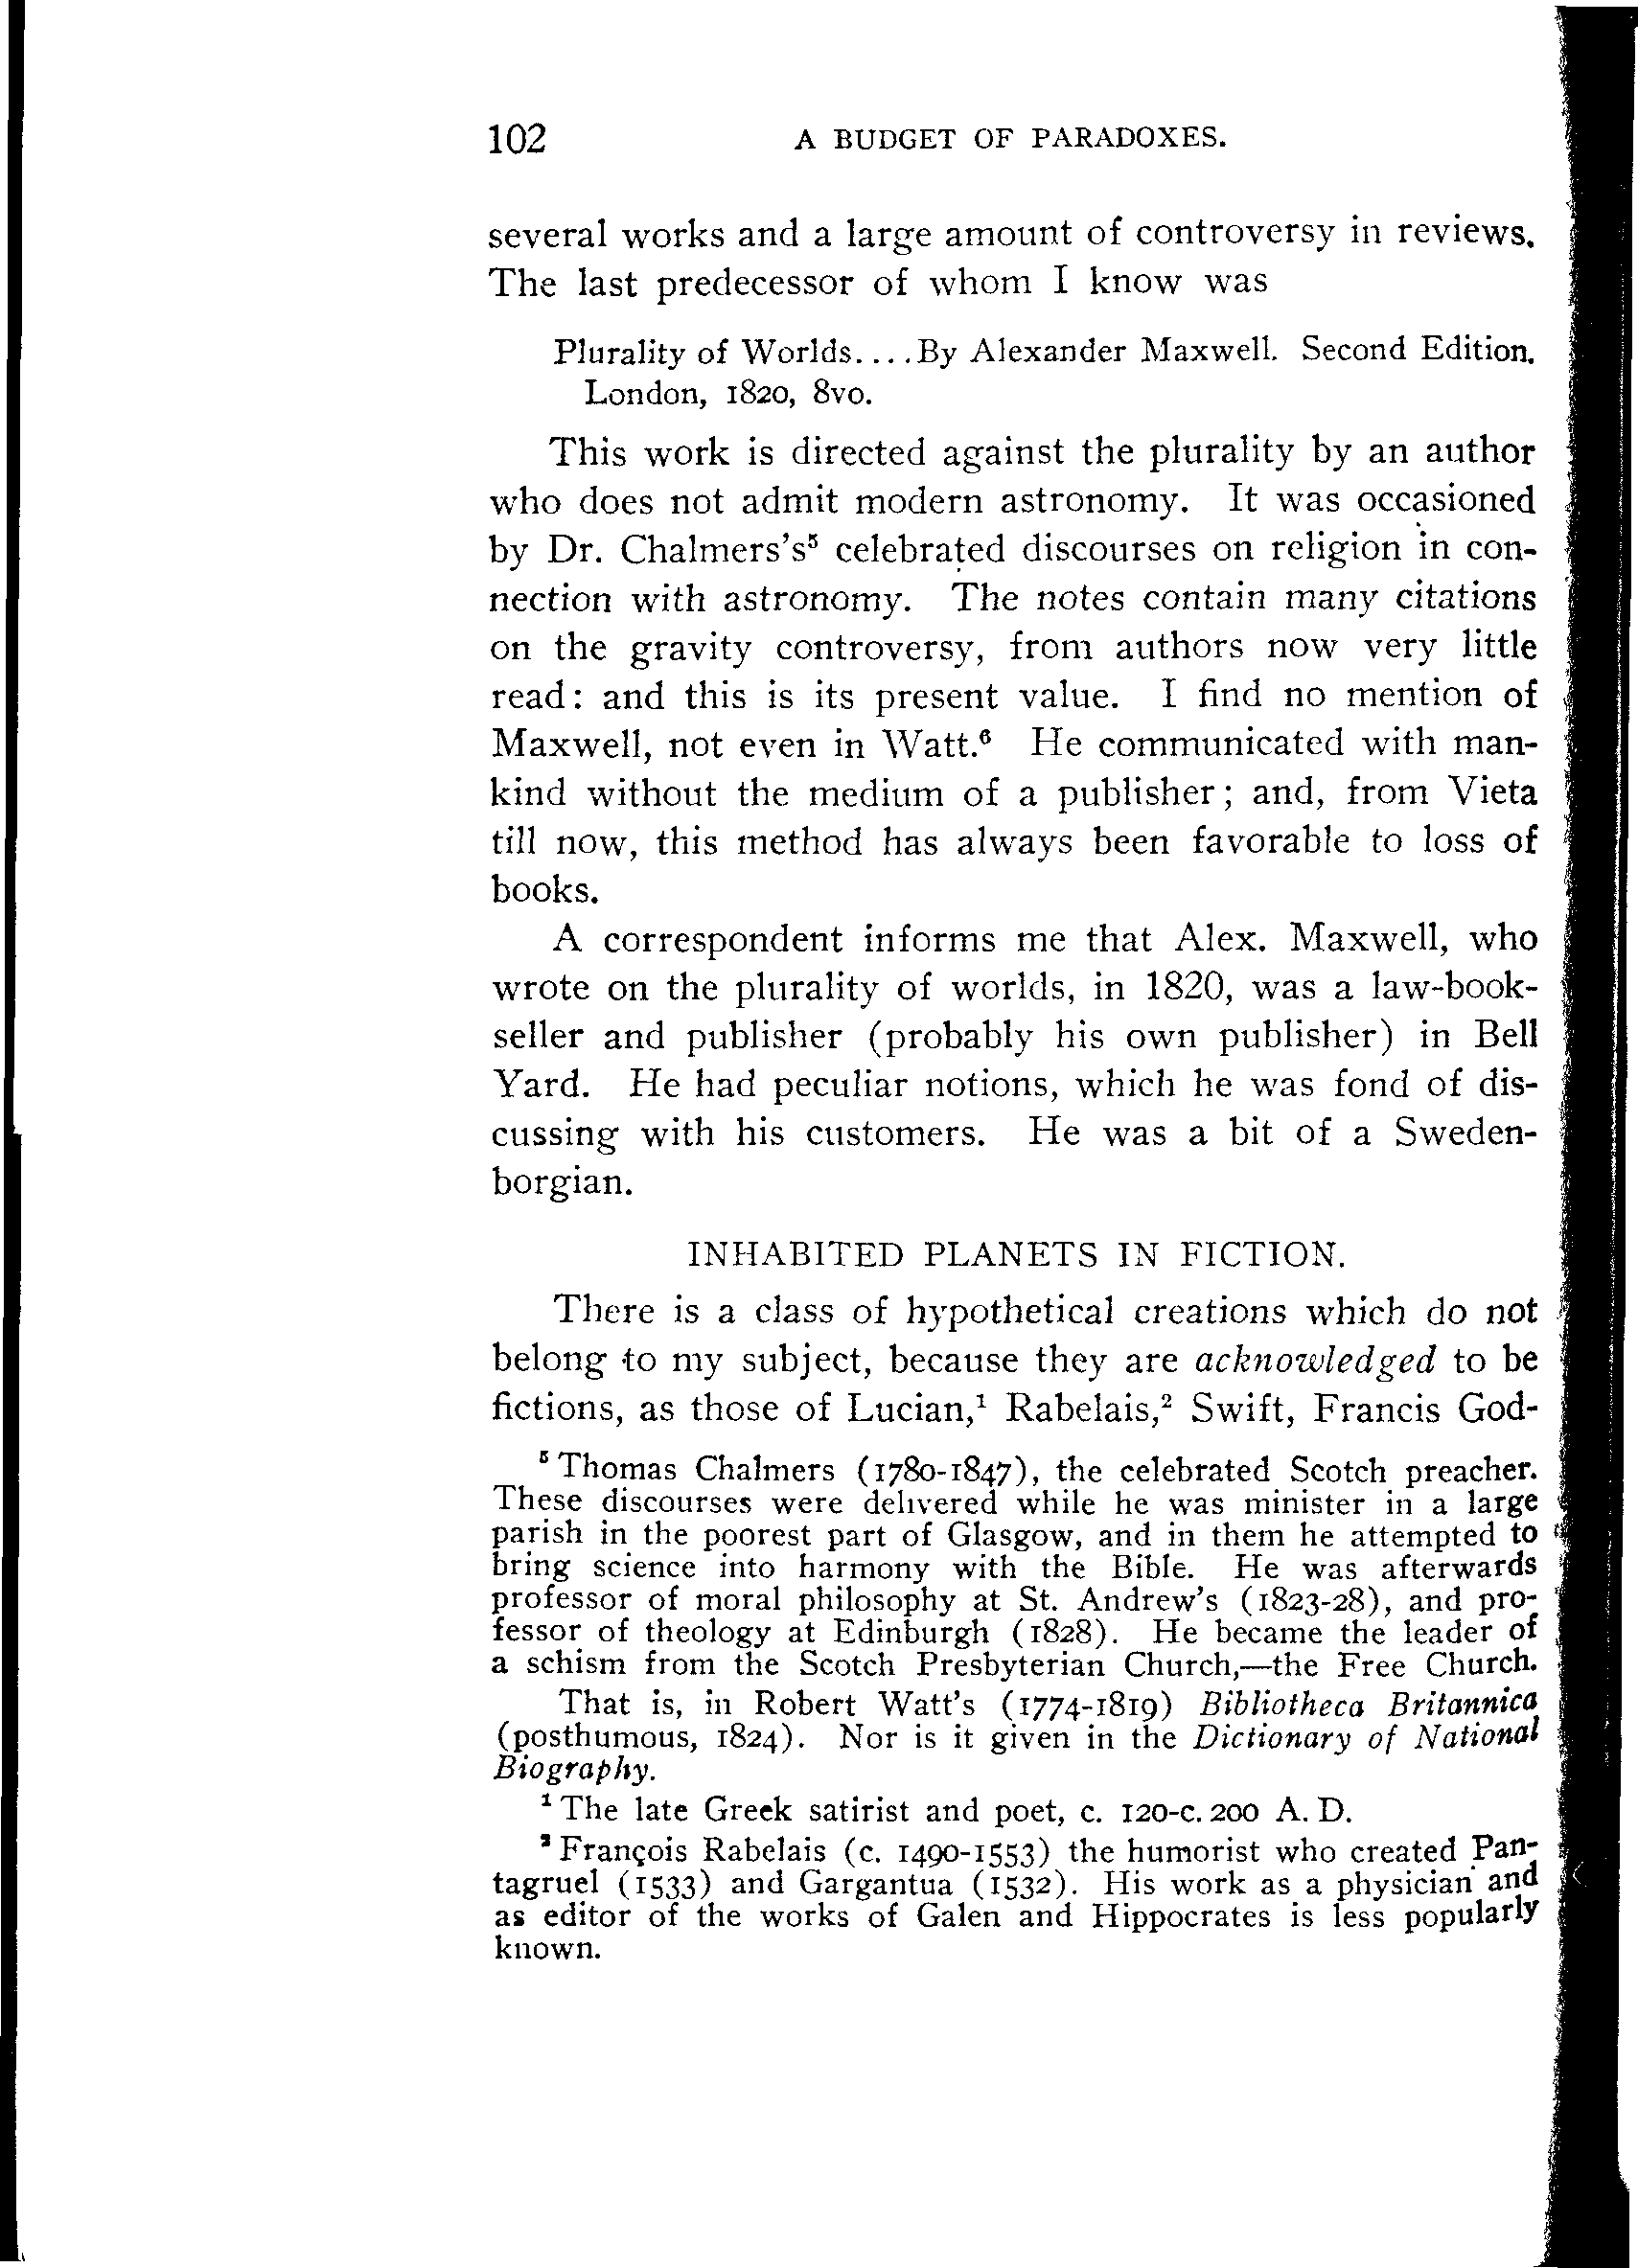 102 A BUDGET OF PARADOXES.
several works and a large amount of controversy in reviews.
The last predecessor of whom I know was
Plurality of Worlds....By Alexander Maxwell. Second Edition.
London, 1820, 8vo.
This work is directed against the plurality by an author
who does not admit modern astronomy. It was occasioned
by Dr. Chalmers's⁵ celebrated discourses on religion in con-
nection with astronomy. The notes contain many citations
on the gravity controversy, from authors now very little
read: and this is its present value. I find no mention of
Maxwell, not even in Watt.⁶ He communicated with man-
kind without the medium of a publisher; and, from Vieta
till now, this method has always been favorable to loss of
books.
A correspondent informs me that Alex. Maxwell, who
wrote on the plurality of worlds, in 1820, was a law-book-
seller and publisher (probably his own publisher) in Bell
Yard. He had peculiar notions, which he was fond of dis-
cussing with his customers. He was a bit of a Sweden-
borgian.
INHABITED PLANETS IN FICTION.
There is a class of hypothetical creations which do not
belong to my subject, because they are acknowledged to be
fictions, as those of Lucian,¹ Rabelais,² Swift, Francis God-
⁵ Thomas Chalmers (1780-1847), the celebrated Scotch preacher.
These discourses were delivered while he was minister in a large
parish in the poorest part of Glasgow, and in them he attempted to
bring science into harmony with the Bible. He was afterwards
professor of moral philosophy at St. Andrew's (1823-28), and pro-
fessor of theology at Edinburgh (1828). He became the leader of
a schism from the Scotch Presbyterian Church,—the Free Church.
That is, in Robert Watt's (1774-1819) Bibliotheca Britannica
(posthumous, 1824). Nor is it given in the Dictionary of National
Biography.
¹ The late Greek satirist and poet, c. 120-c. 200 A. D.
² François Rabelais (c. 1490-1553) the humorist who created Pan-
tagruel (1533) and Gargantua (1532). His work as a physician and
as editor of the works of Galen and Hippocrates is less popularly
known.